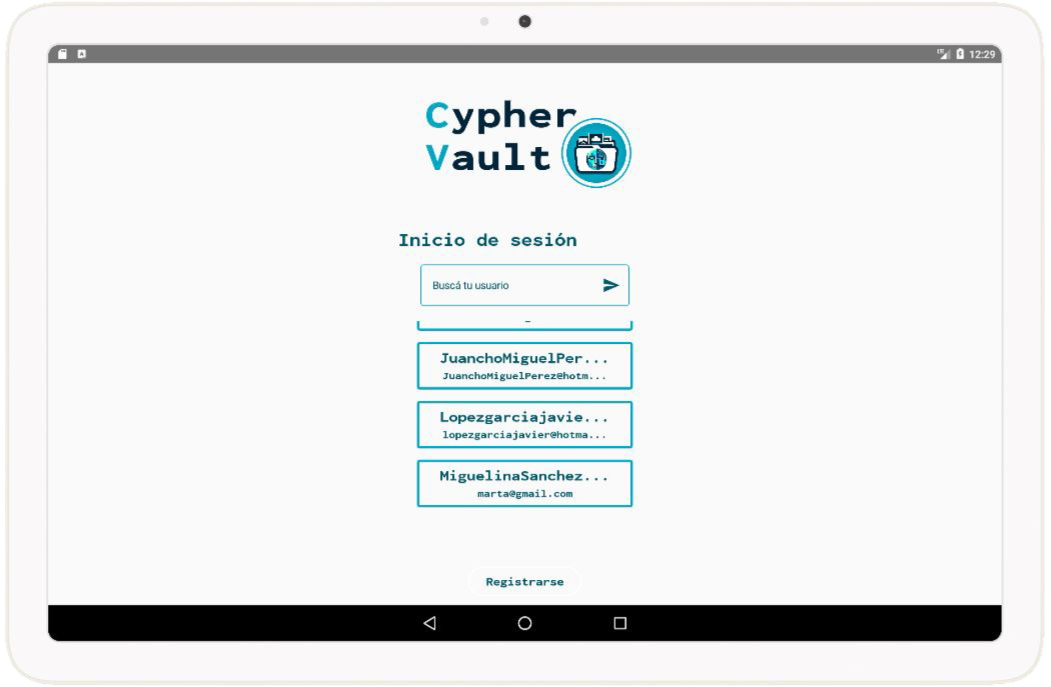 12:29
Cypher
Vault
Inicio de sesión
Buscá tu usuario
JuanchoMiguelPer...
JuanchoMiguelPerez@hotm...
Lopezgarciajavie...
lopezgarciajavier@hotma...
MiguelinaSanchez...
marta@gmail.com
Registrarse